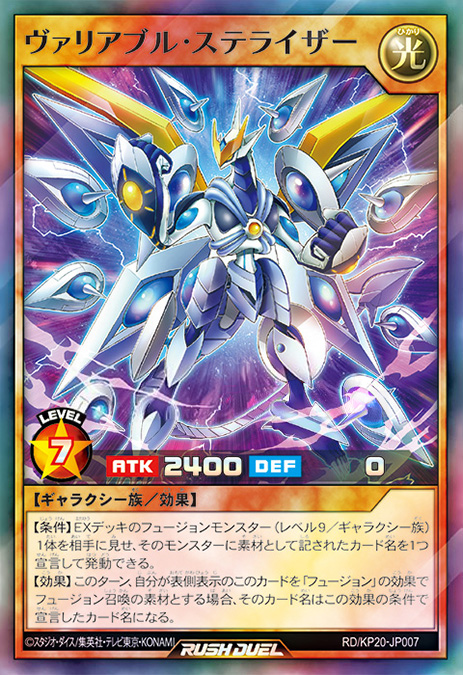 ヴァリアブル・ステライザー
ひかり
光
LEVEL
7
ATK 2400 DEF 0
【ギャラクシー族/効果】
【条件】EXデッキのフュージョンモンスター(レベル9/ギャラクシー族)
1体を相手に見せ、そのモンスターに素材として記されたカード名を1つ
宣言して発動できる。
【効果】このターン、自分が表側表示のこのカードを「フュージョン」の効果で
フュージョン召喚の素材とする場合、そのカード名はこの効果の条件で
宣言したカード名になる。
©スタジオ・ダイス/集英社・テレビ東京・KONAMI
RUSH DUEL
RD/KP20-JP007